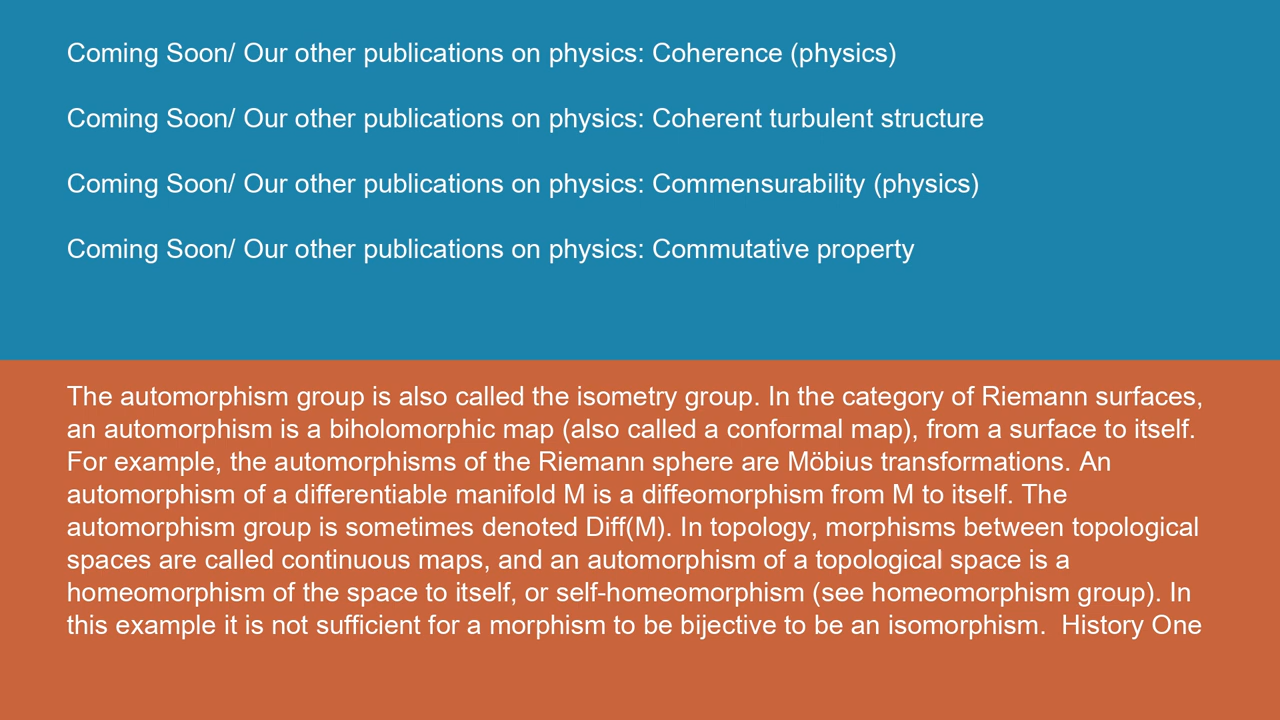 Coming Soon/ Our other publications on physics: Coherence (physics)
Coming Soon/ Our other publications on physics: Coherent turbulent structure
Coming Soon/ Our other publications on physics: Commensurability (physics)
Coming Soon/ Our other publications on physics: Commutative property
The automorphism group is also called the isometry group. In the category of Riemann surfaces,
an automorphism is a biholomorphic map (also called a conformal map), from a surface to itself.
For example, the automorphisms of the Riemann sphere are Möbius transformations. An
automorphism of a differentiable manifold M is a diffeomorphism from M to itself. The
automorphism group is sometimes denoted Diff(M). In topology, morphisms between topological
spaces are called continuous maps, and an automorphism of a topological space is a
homeomorphism of the space to itself, or self-homeomorphism (see homeomorphism group). In
this example it is not sufficient for a morphism to be bijective to be an isomorphism.  History One